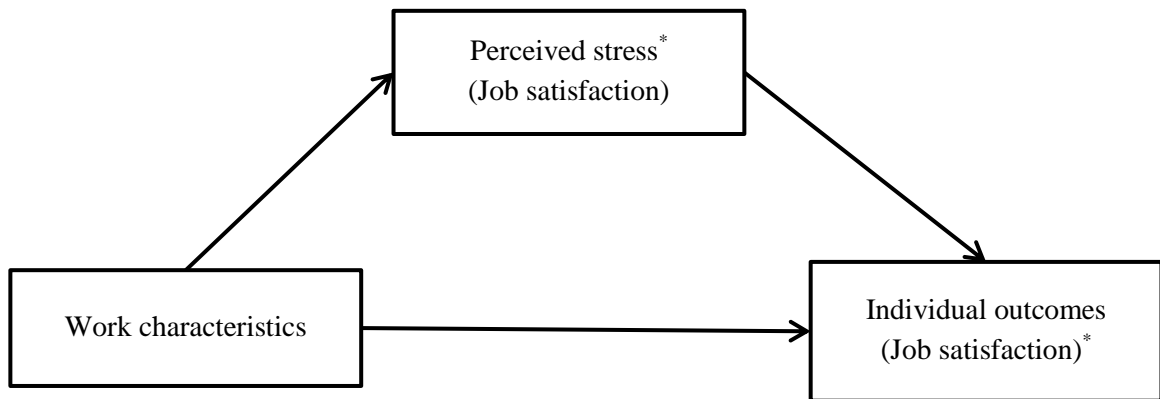 Perceived stress*
(Job satisfaction)
Work characteristics
Individual outcomes
(Job satisfaction)*